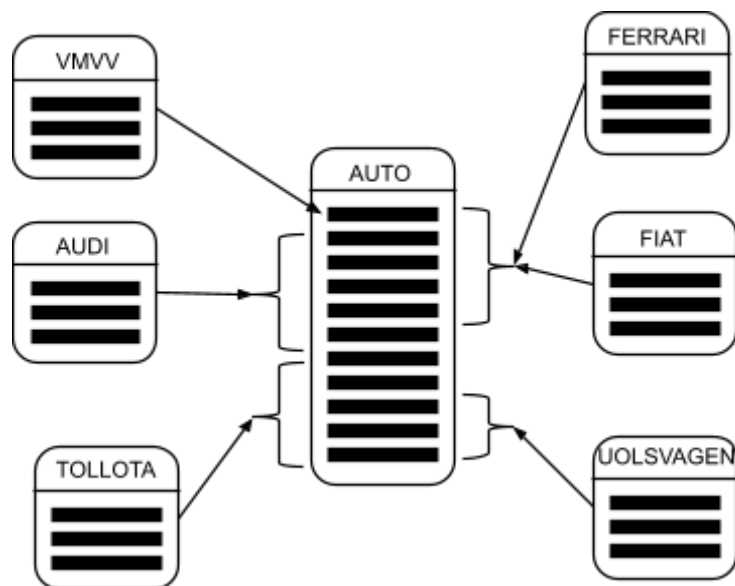 VMVV
FERRARI
AUTO
AUDI
FIAT
TOLLOTA
UOLSVAGEN